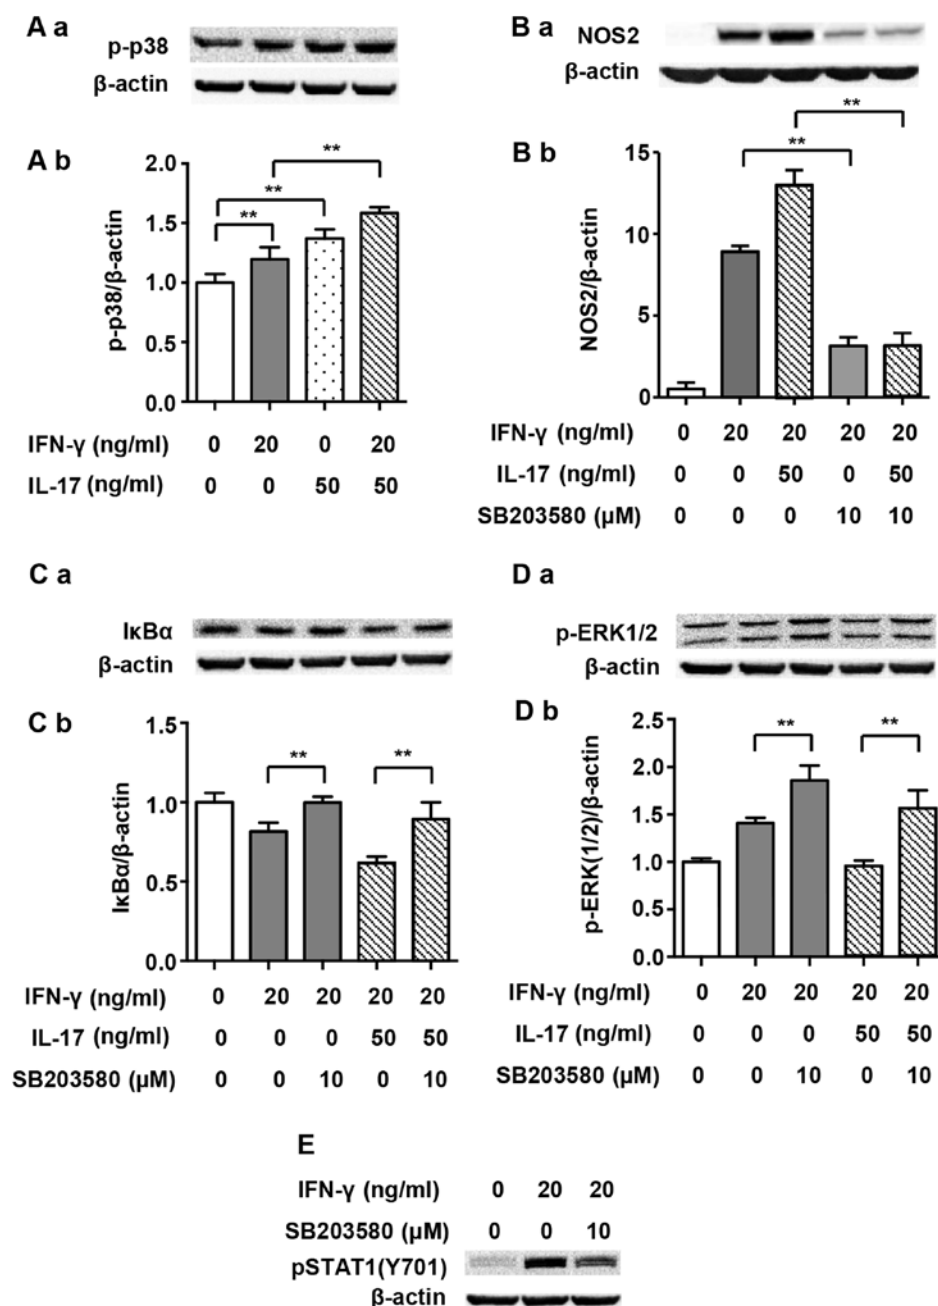 A a
p-p38
β-actin
A b
2.0
1.5
1.0
0.5
0.0
p-p38/β-actin
**
**
**
IFN-γ (ng/ml) 0 20 0 20
IL-17 (ng/ml) 0 0 50 50
B a
NOS2
β-actin
**
**
B b
15
10
5
0
NOS2/β-actin
IFN-γ (ng/ml) 0 20 20 20 20
IL-17 (ng/ml) 0 0 50 0 50
SB203580 (µM) 0 0 0 10 10
C a
IκBα
β-actin
C b
1.5
1.0
0.5
0.0
IκBα/β-actin
** **
IFN-γ (ng/ml) 0 20 20 20 20
IL-17 (ng/ml) 0 0 0 50 50
SB203580 (µM) 0 0 10 0 10
D a
p-ERK1/2
β-actin
D b
2.5
2.0
1.5
1.0
0.5
0.0
p-ERK(1/2)/β-actin
** **
IFN-γ (ng/ml) 0 20 20 20 20
IL-17 (ng/ml) 0 0 0 50 50
SB203580 (µM) 0 0 10 0 10
E
IFN-γ (ng/ml) 0 20 20
SB203580 (µM) 0 0 10
pSTAT1(Y701)
β-actin